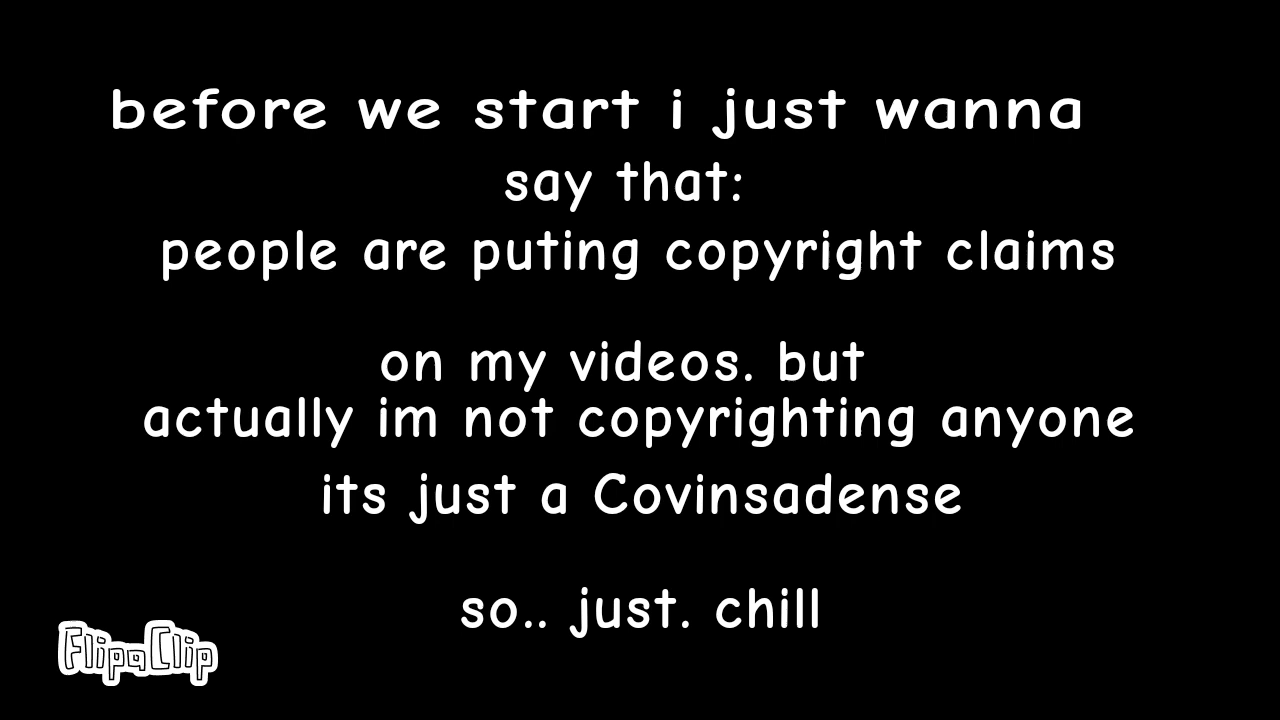 before we start i just wanna
say that:
people are puting copyright claims
on my videos. but
actually im not copyrighting anyone
its just a Covinsadense
so.. just. chill
FlipaClip